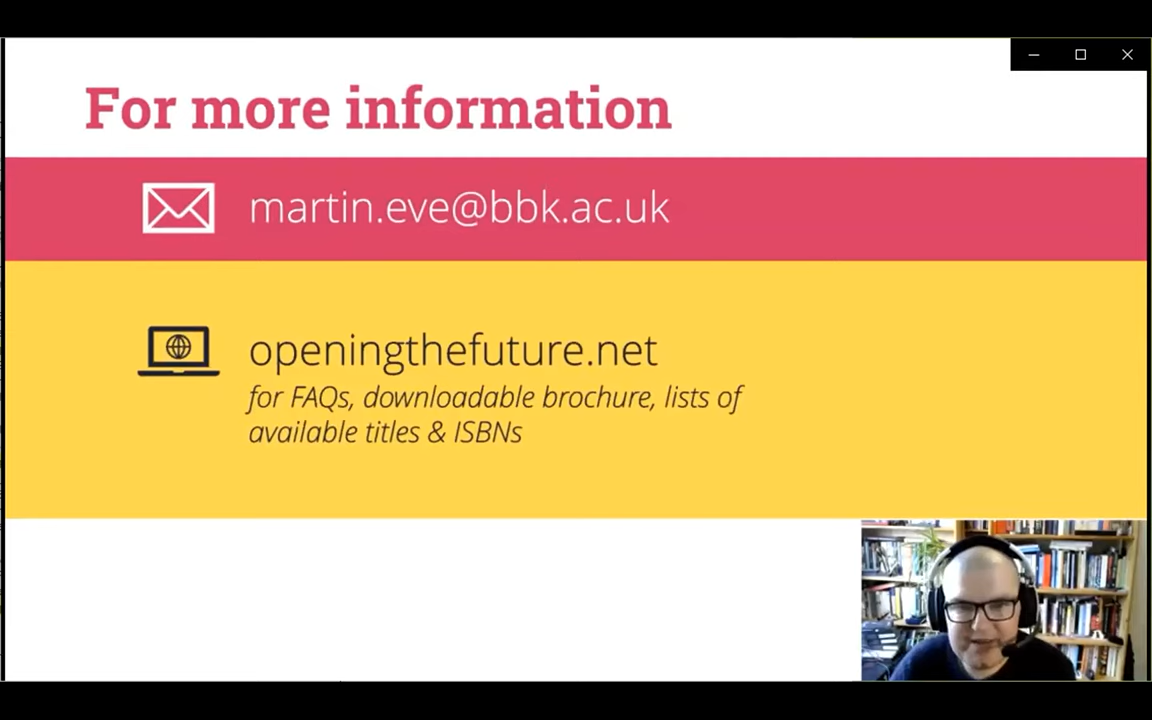 For more information
martin.eve@bbk.ac.uk
openingthefuture.net
for FAQs, downloadable brochure, lists of
available titles & ISBNs